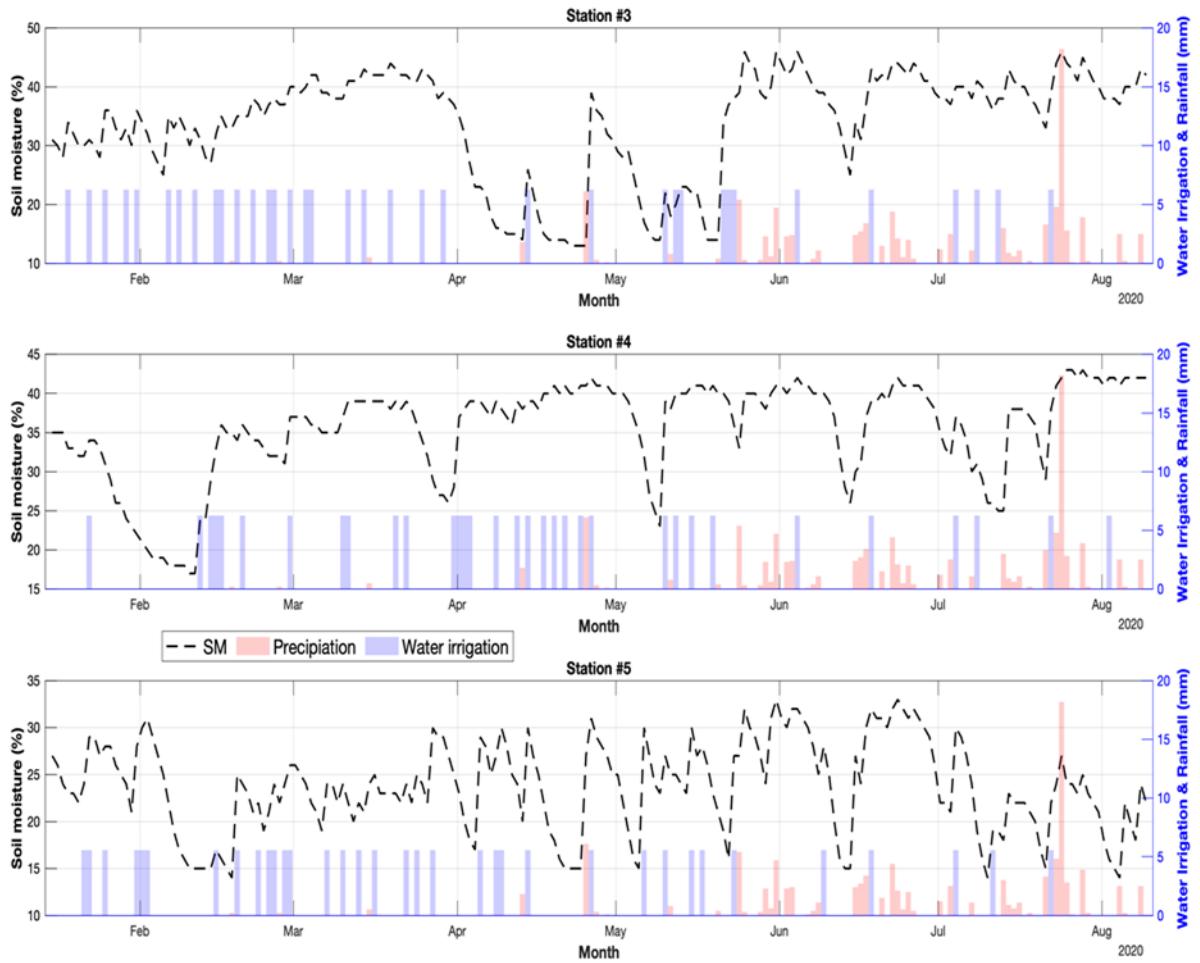 Station #3
Soil moisture (%)
50
40
30
20
10
20
15
10
5
0
Water Irrigation & Rainfall (mm)
Feb Mar Apr May Jun Jul Aug
Month
2020
Station #4
Soil moisture (%)
45
40
35
30
25
20
15
20
15
10
5
0
Water Irrigation & Rainfall (mm)
Feb Mar Apr May Jun Jul Aug
Month
2020
SM Precipiation Water irrigation
Station #5
Soil moisture (%)
35
30
25
20
15
10
20
15
10
5
0
Water Irrigation & Rainfall (mm)
Feb Mar Apr May Jun Jul Aug
Month
2020